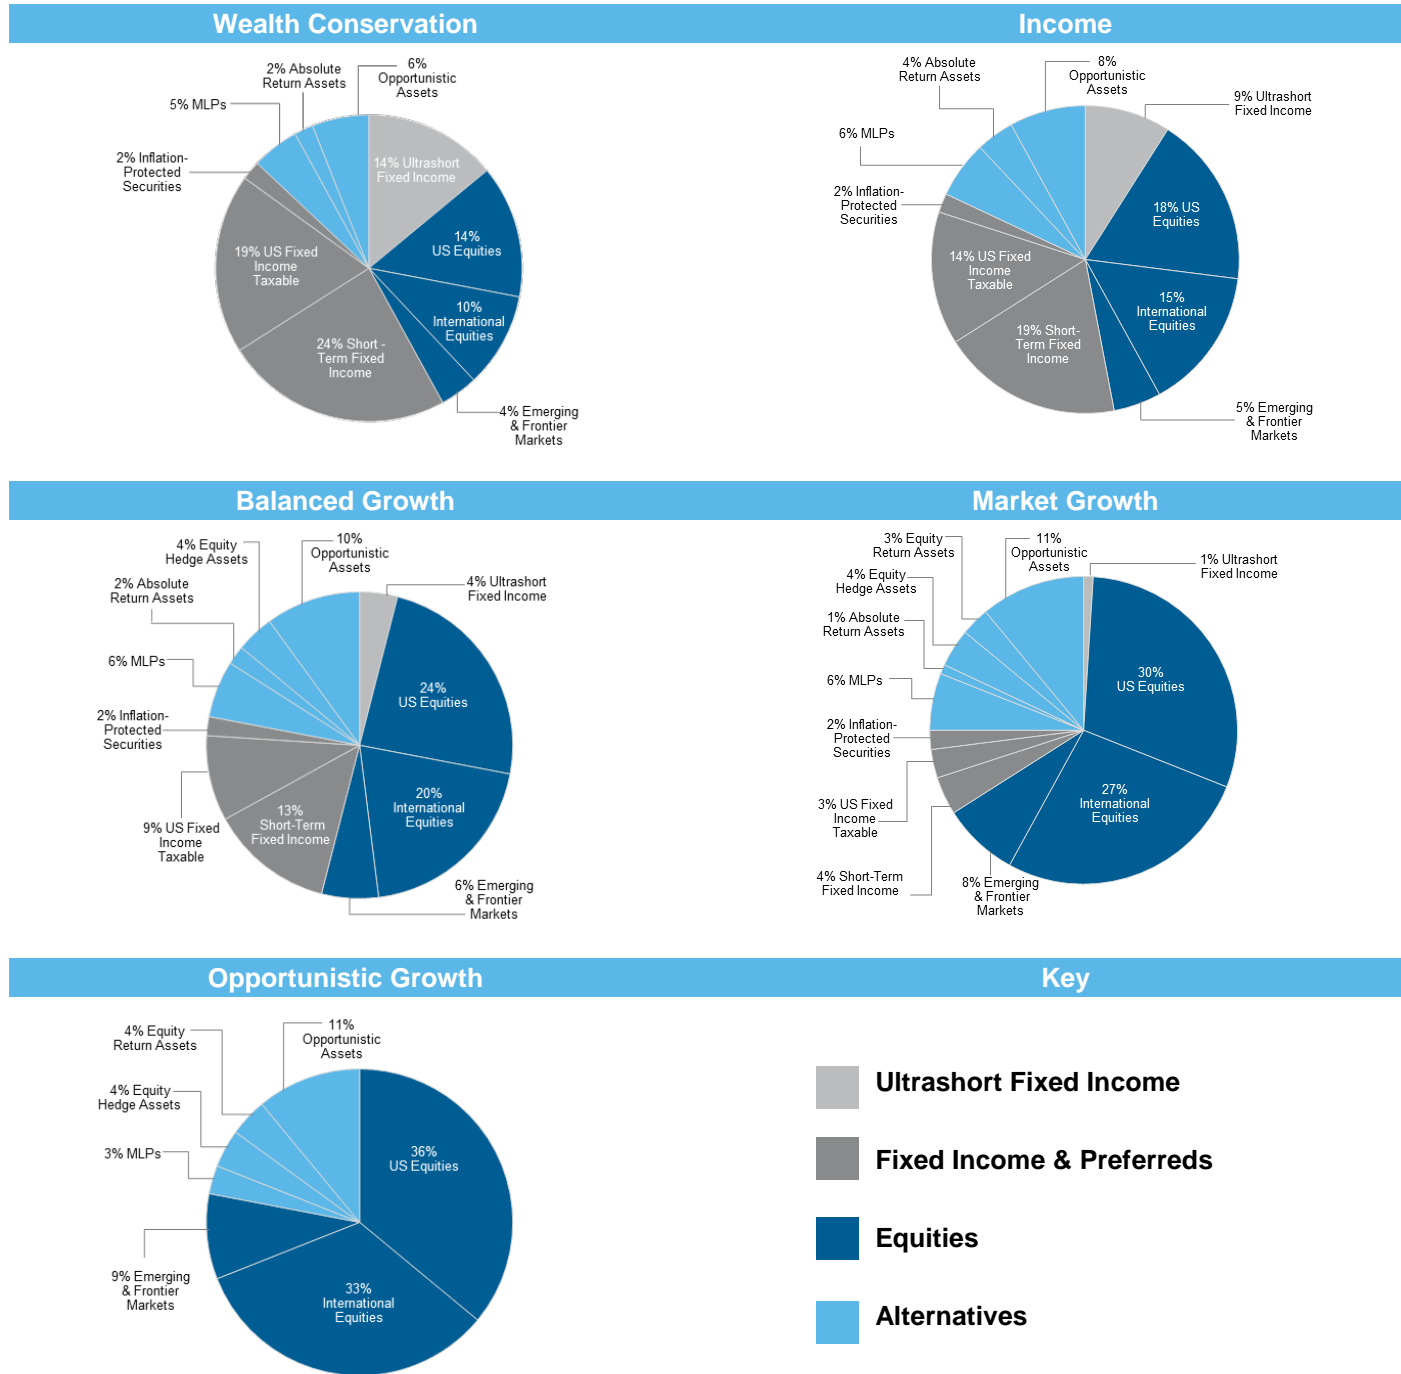 Wealth Conservation
6%
Opportunistic
Assets
2% Absolute
Return Assets
5% MLPs
2% Inflation-
Protected
Securities
14% Ultrashort
Fixed Income
14%
US Equities
10%
International
Equities
19% US Fixed
Income
Taxable
24% Short -
Term Fixed
Income
4% Emerging
& Frontier
Markets
Income
4% Absolute
Return Assets
8%
Opportunistic
Assets
9% Ultrashort
Fixed Income
6% MLPs
2% Inflation-
Protected
Securities
18% US
Equities
15%
International
Equities
14% US Fixed
Income
Taxable
19% Short-
Term Fixed
Income
5% Emerging
& Frontier
Markets
Balanced Growth
4% Equity
Hedge Assets
10%
Opportunistic
Assets
2% Absolute
Return Assets
4% Ultrashort
Fixed Income
6% MLPs
2% Inflation-
Protected
Securities
24%
US Equities
20%
International
Equities
13%
Short-Term
Fixed Income
9% US Fixed
Income
Taxable
6% Emerging
& Frontier
Markets
Market Growth
3% Equity
Return Assets
11%
Opportunistic
Assets
1% Ultrashort
Fixed Income
4% Equity
Hedge Assets
1% Absolute
Return Assets
6% MLPs
2% Inflation-
Protected
Securities
30%
US Equities
27%
International
Equities
3% US Fixed
Income
Taxable
4% Short-Term
Fixed Income
8% Emerging
& Frontier
Markets
Opportunistic Growth
4% Equity
Return Assets
11%
Opportunistic
Assets
4% Equity
Hedge Assets
3% MLPs
36%
US Equities
33%
International
Equities
9% Emerging
& Frontier
Markets
Key
Ultrashort Fixed Income
Fixed Income & Preferreds
Equities
Alternatives